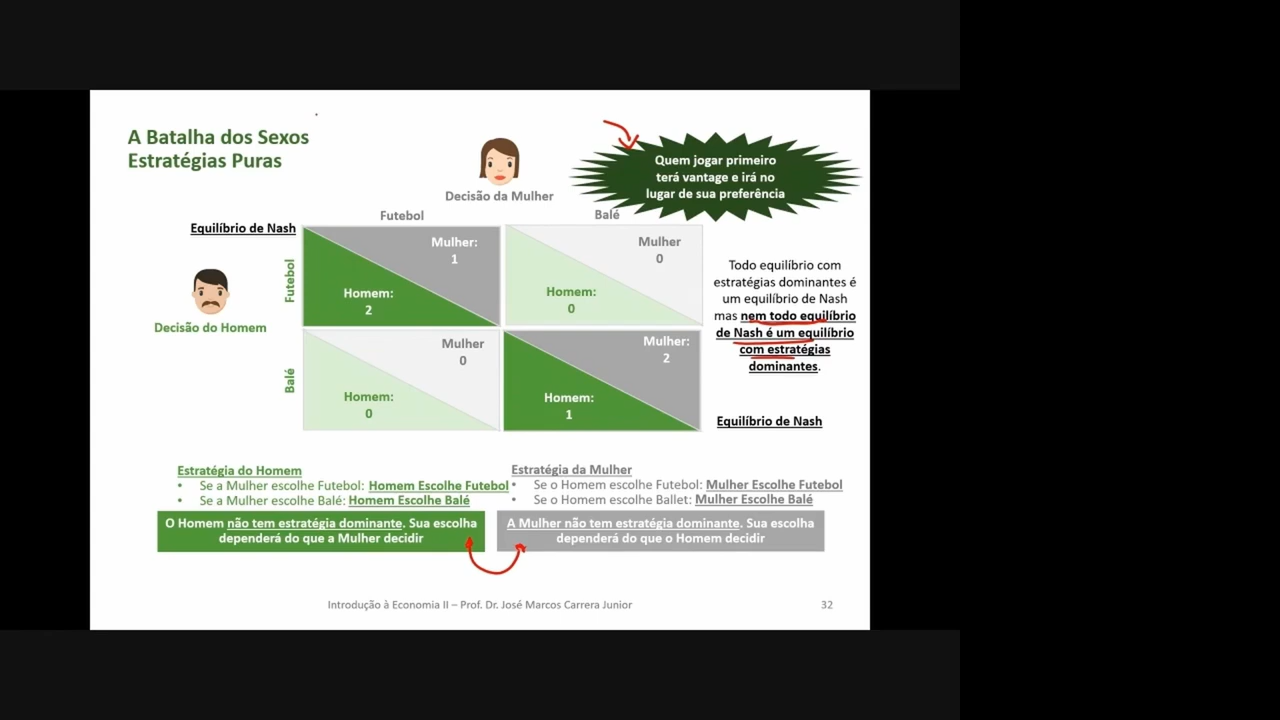 A Batalha dos Sexos
Estratégias Puras
Decisão da Mulher
Quem jogar primeiro
terá vantage e irá no
lugar de sua preferência
Futebol
Balé
Equilíbrio de Nash
Decisão do Homem
Futebol
Mulher:
1
Homem:
2
Mulher
0
Homem:
0
Balé
Mulher
0
Homem:
0
Mulher:
2
Homem:
1
Todo equilíbrio com
estratégias dominantes é
um equilíbrio de Nash
mas nem todo equilíbrio
de Nash é um equilíbrio
com estratégias
dominantes.
Equilíbrio de Nash
Estratégia do Homem
• Se a Mulher escolhe Futebol: Homem Escolhe Futebol
• Se a Mulher escolhe Balé: Homem Escolhe Balé
O Homem não tem estratégia dominante. Sua escolha
dependerá do que a Mulher decidir
Estratégia da Mulher
• Se o Homem escolhe Futebol: Mulher Escolhe Futebol
• Se o Homem escolhe Ballet: Mulher Escolhe Balé
A Mulher não tem estratégia dominante. Sua escolha
dependerá do que o Homem decidir
Introdução à Economia II – Prof. Dr. José Marcos Carrera Junior
32